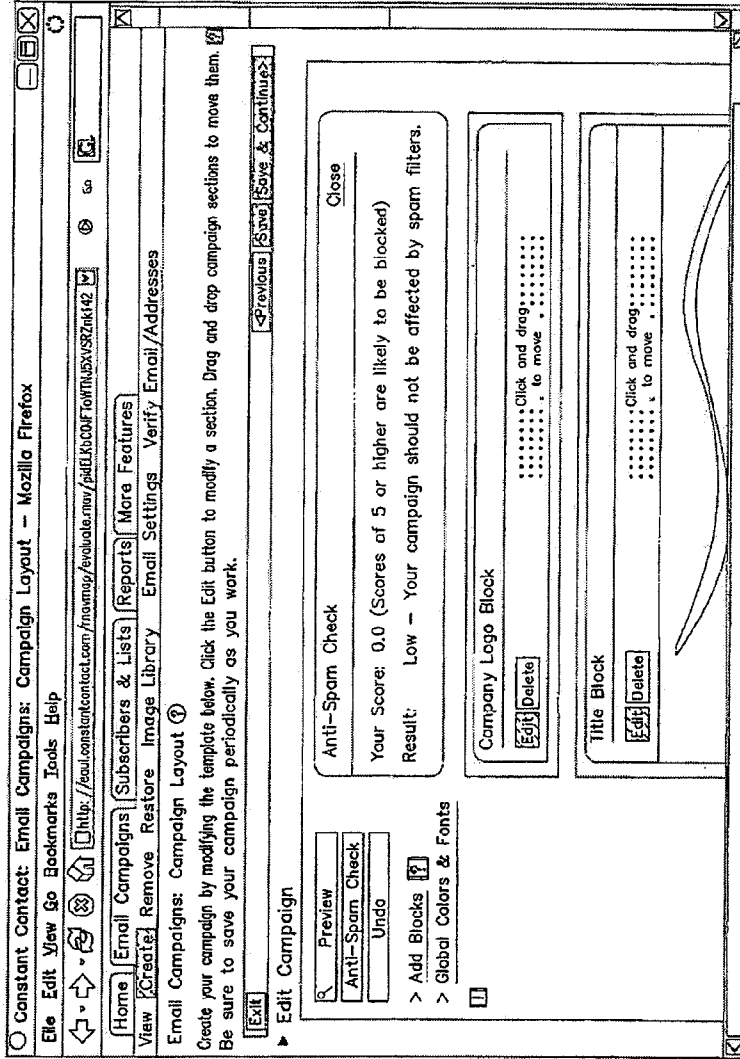 Constant Contact: Email Campaigns: Campaign Layout – Mozilla Firefox
File Edit View Go Bookmarks Tools Help
Go G
Home Email Campaigns Subscribers & Lists Reports More Features
View Create Remove Restore Image Library Email Settings Verify Email/Addresses
Email Campaigns: Campaign Layout ?
Create your campaign by modifying the template below. Click the Edit button to modify a section. Drag and drop campaign sections to move them. ?
Be sure to save your campaign periodically as you work.
Exit <Previous Save Save & Continue>
▶ Edit Campaign
Preview
Anti-Spam Check
Undo
> Add Blocks ?
> Global Colors & Fonts
Anti-Spam Check Close
Your Score: 0.0 (Scores of 5 or higher are likely to be blocked)
Result: Low – Your campaign should not be affected by spam filters.
Company Logo Block
Edit Delete Click and drag to move
Title Block
Edit Delete Click and drag to move